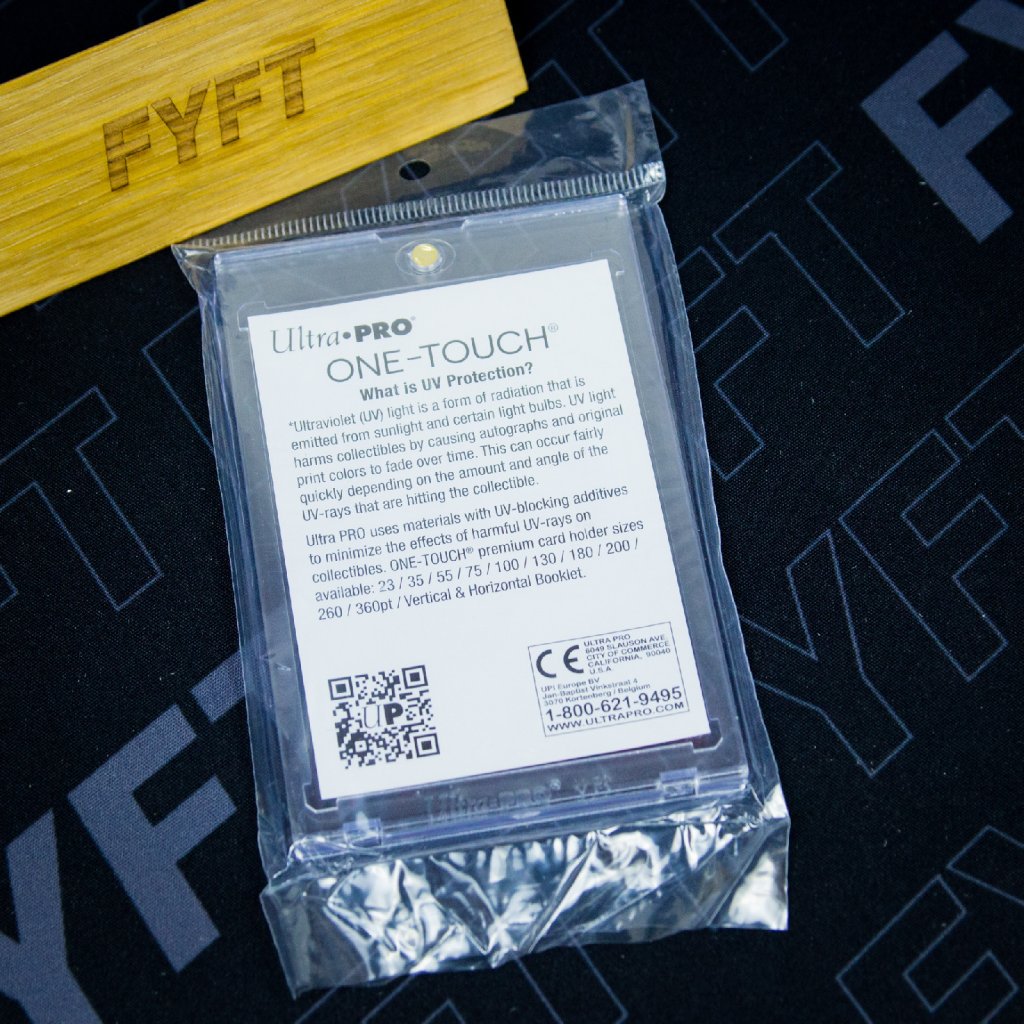 FYFT
Ultra•PRO®
ONE-TOUCH®
What is UV Protection?
*Ultraviolet (UV) light is a form of radiation that is
emitted from sunlight and certain light bulbs. UV light
harms collectibles by causing autographs and original
print colors to fade over time. This can occur fairly
quickly depending on the amount and angle of the
UV-rays that are hitting the collectible.
Ultra PRO uses materials with UV-blocking additives
to minimize the effects of harmful UV-rays on
collectibles. ONE-TOUCH® premium card holder sizes
available: 23 / 35 / 55 / 75 / 100 / 130 / 180 / 200 /
260 / 360pt / Vertical & Horizontal Booklet.
UP
CE
ULTRA PRO
6049 SLAUSON AVE.
CITY OF COMMERCE
CALIFORNIA, 90040
U.S.A.
UPI Europe BV
Jan-Baptist Vinkstraat 4
3070 Kortenberg / Belgium
1-800-621-9495
WWW.ULTRAPRO.COM
Ultra•PRO®
FYFT
FYFT
FYFT